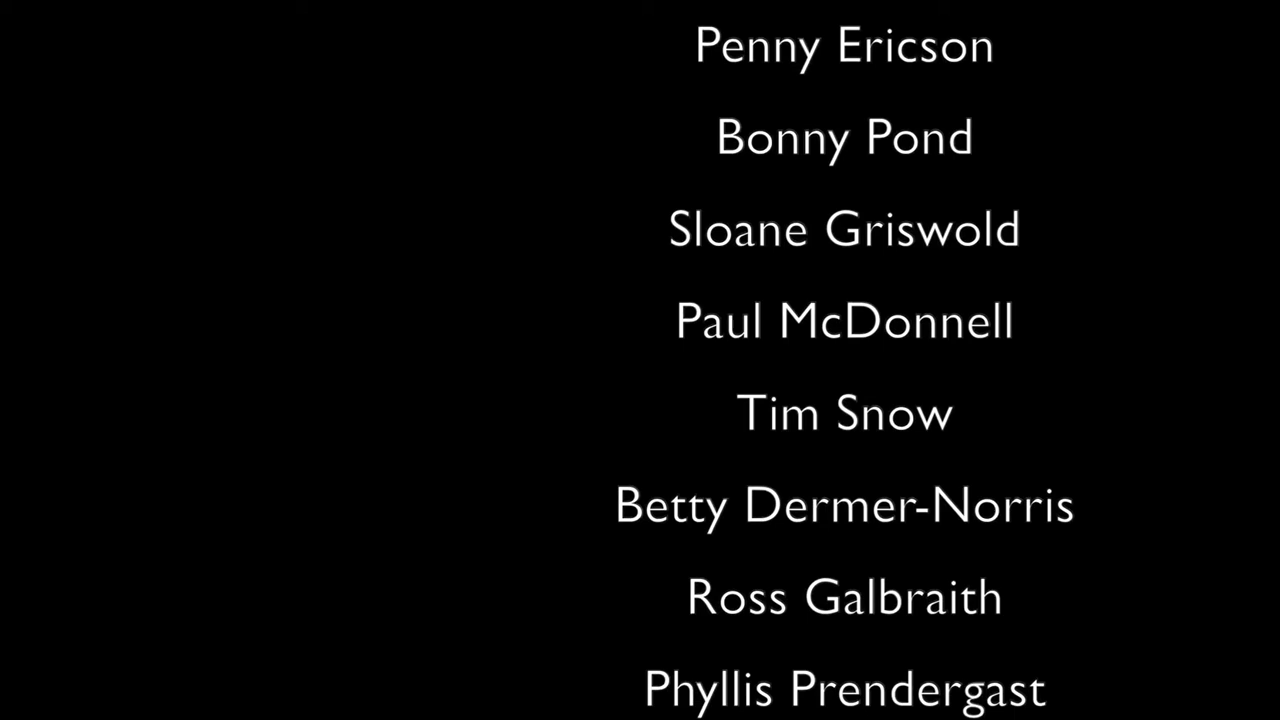 Penny Ericson
Bonny Pond
Sloane Griswold
Paul McDonnell
Tim Snow
Betty Dermer-Norris
Ross Galbraith
Phyllis Prendergast